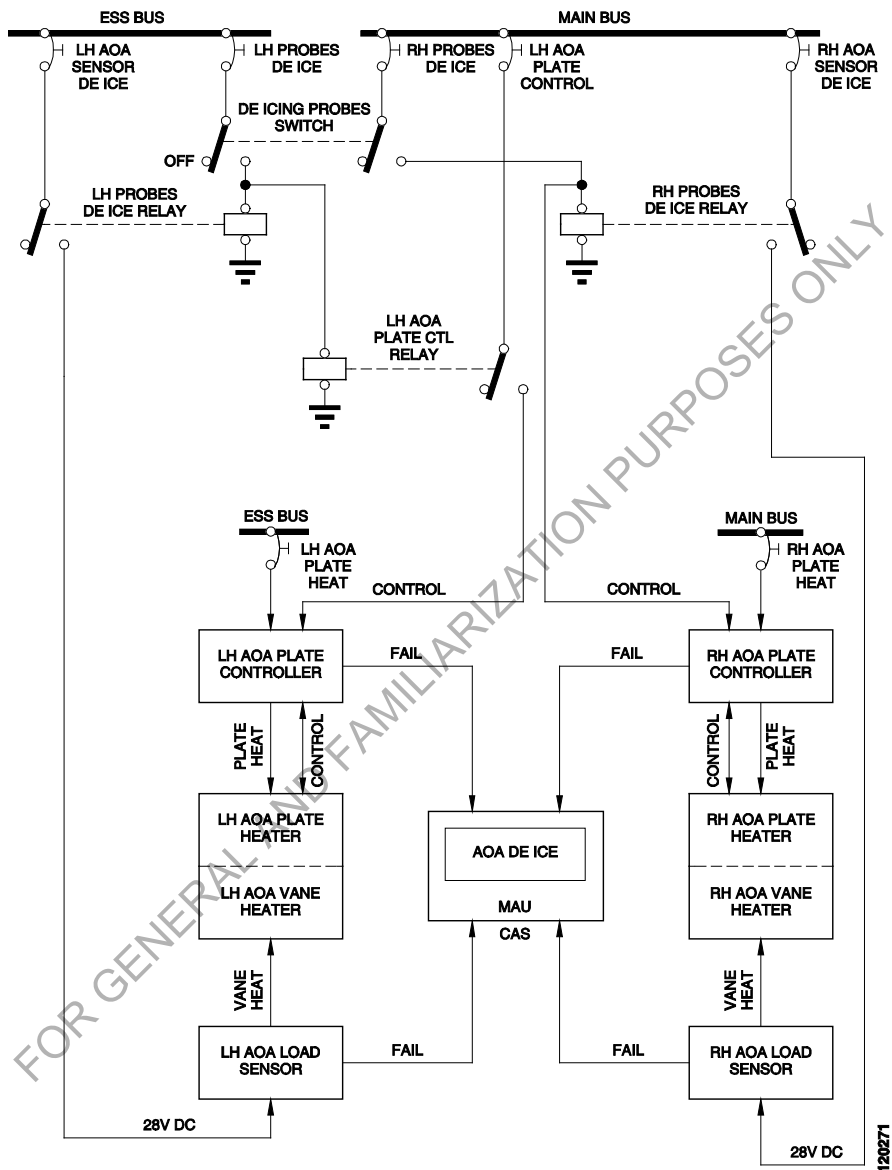 ESS BUS
MAIN BUS
LH AOA
SENSOR
DE ICE
LH PROBES
DE ICE
RH PROBES
DE ICE
LH AOA
PLATE
CONTROL
RH AOA
SENSOR
DE ICE
DE ICING PROBES
SWITCH
OFF
LH PROBES
DE ICE RELAY
RH PROBES
DE ICE RELAY
LH AOA
PLATE CTL
RELAY
ESS BUS
LH AOA
PLATE
HEAT
MAIN BUS
RH AOA
PLATE
HEAT
CONTROL
CONTROL
LH AOA PLATE
CONTROLLER
FAIL
FAIL
RH AOA PLATE
CONTROLLER
PLATE
HEAT
CONTROL
CONTROL
PLATE
HEAT
LH AOA PLATE
HEATER
LH AOA VANE
HEATER
AOA DE ICE
MAU
CAS
RH AOA PLATE
HEATER
RH AOA VANE
HEATER
VANE
HEAT
VANE
HEAT
LH AOA LOAD
SENSOR
FAIL
FAIL
RH AOA LOAD
SENSOR
28V DC
28V DC
120271
FOR GENERAL AND FAMILIARIZATION PURPOSES ONLY